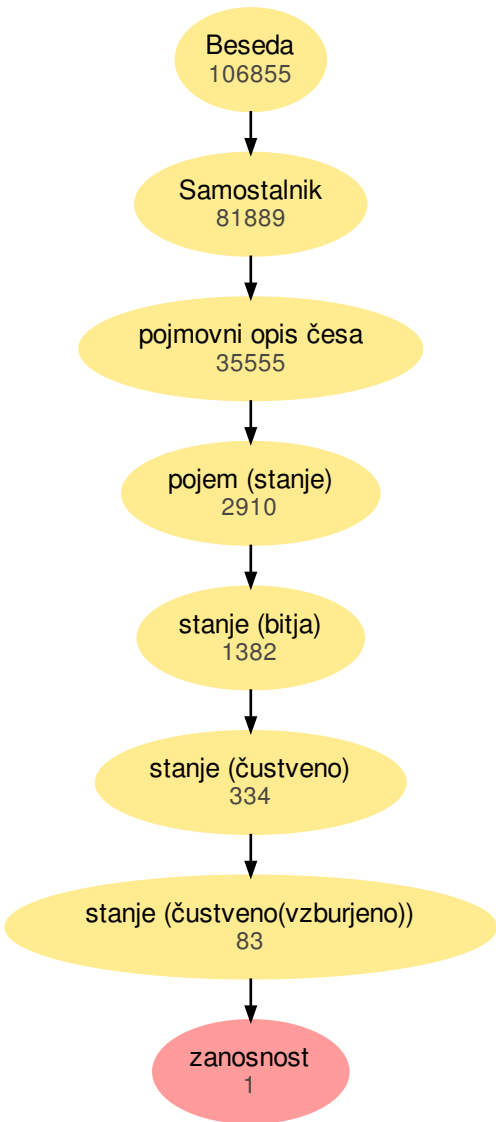 Beseda
106855
Samostalnik
81889
pojmovni opis česa
35555
pojem (stanje)
2910
stanje (bitja)
1382
stanje (čustveno)
334
stanje (čustveno(vzburjeno))
83
zanosnost
1